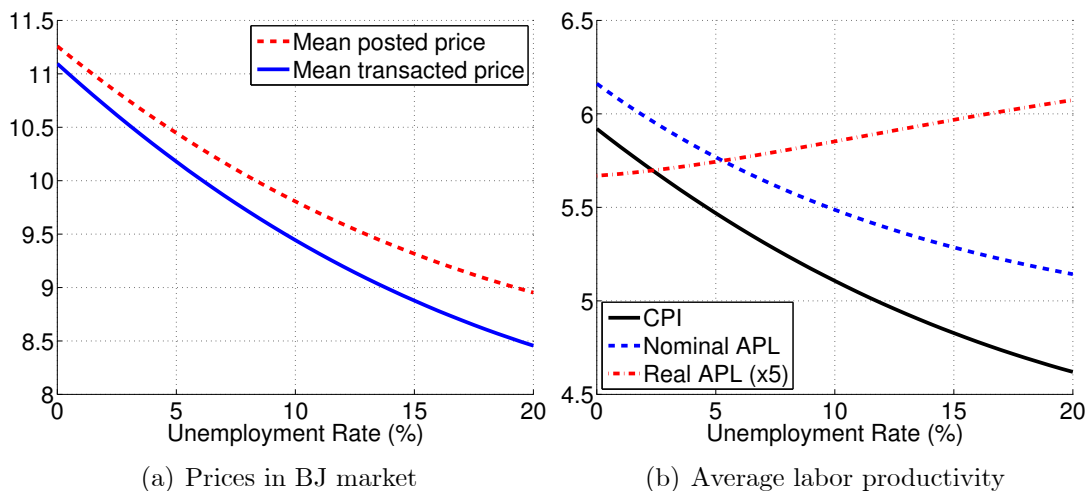 11.5
11
10.5
10
9.5
9
8.5
8
0
5
10
15
20
Mean posted price
Mean transacted price
Unemployment Rate (%)
(a) Prices in BJ market
6.5
6
5.5
5
4.5
0
5
10
15
20
CPI
Nominal APL
Real APL (x5)
Unemployment Rate (%)
(b) Average labor productivity